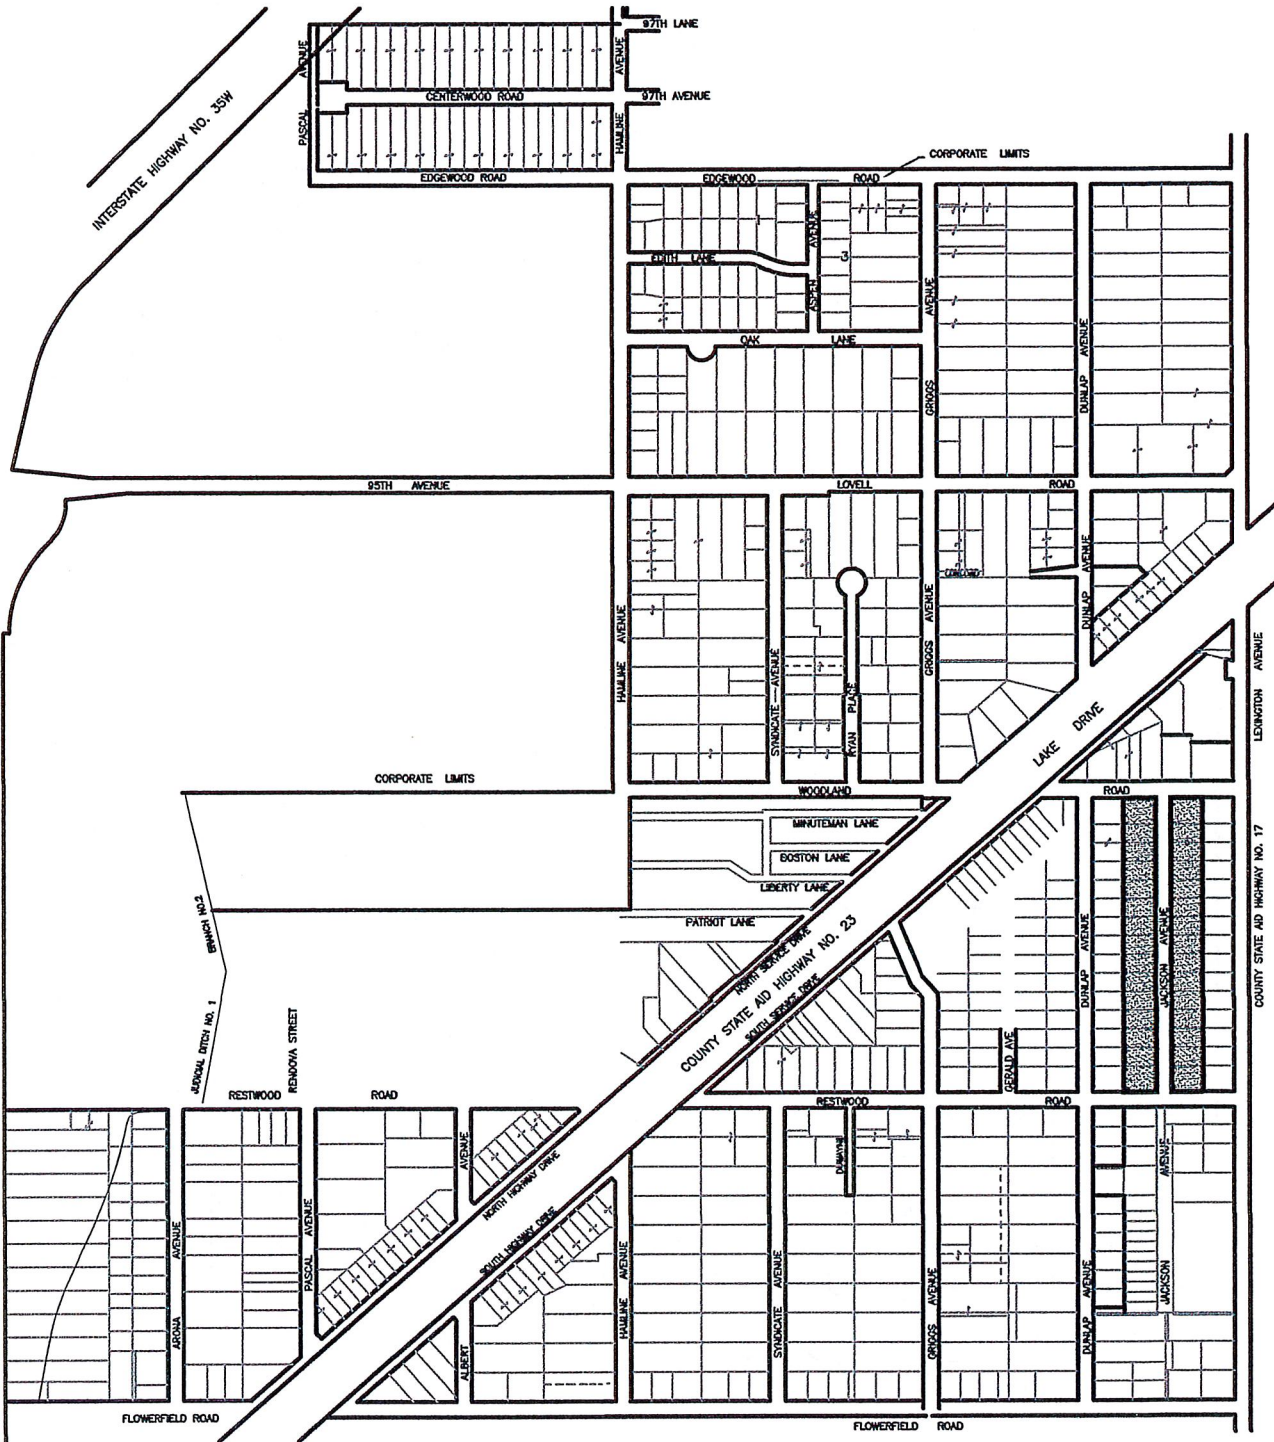 97TH LANE
AVENUE
AVENUE
INTERSTATE HIGHWAY NO. 35W
CENTERWOOD ROAD
97TH AVENUE
PASCAL
HAMLINE
CORPORATE LIMITS
EDGEWOOD ROAD
EDGEWOOD ROAD
AVENUE
EDITH LANE
3
ASPEN
AVENUE
OAK LANE
AVENUE
GRIGGS
DUNLAP
95TH AVENUE
LOVELL ROAD
AVENUE
CONCORD
AVENUE
AVENUE
DUNLAP
HAMLINE
SYNDICATE AVENUE
GRIGGS
RYAN PLACE
LEXINGTON AVENUE
LAKE DRIVE
CORPORATE LIMITS
WOODLAND ROAD
MINUTEMAN LANE
BOSTON LANE
LIBERTY LANE
COUNTY STATE AID HIGHWAY NO. 17
BRANCH NO.2
PATRIOT LANE
NORTH SERVICE DRIVE
COUNTY STATE AID HIGHWAY NO. 23
SOUTH SERVICE DRIVE
DUNLAP AVENUE
JACKSON AVENUE
JUDICIAL DITCH NO. 1
RENDOVA STREET
GERALD AVE
RESTWOOD ROAD
RESTWOOD ROAD
AVENUE
NORTH HIGHWAY DRIVE
AVENUE
ARONA AVENUE
PASCAL AVENUE
SOUTH HIGHWAY DRIVE
HAMLINE AVENUE
SYNDICATE AVENUE
GRIGGS AVENUE
DUNLAP AVENUE
JACKSON
ALBERT
FLOWERFIELD ROAD
FLOWERFIELD ROAD